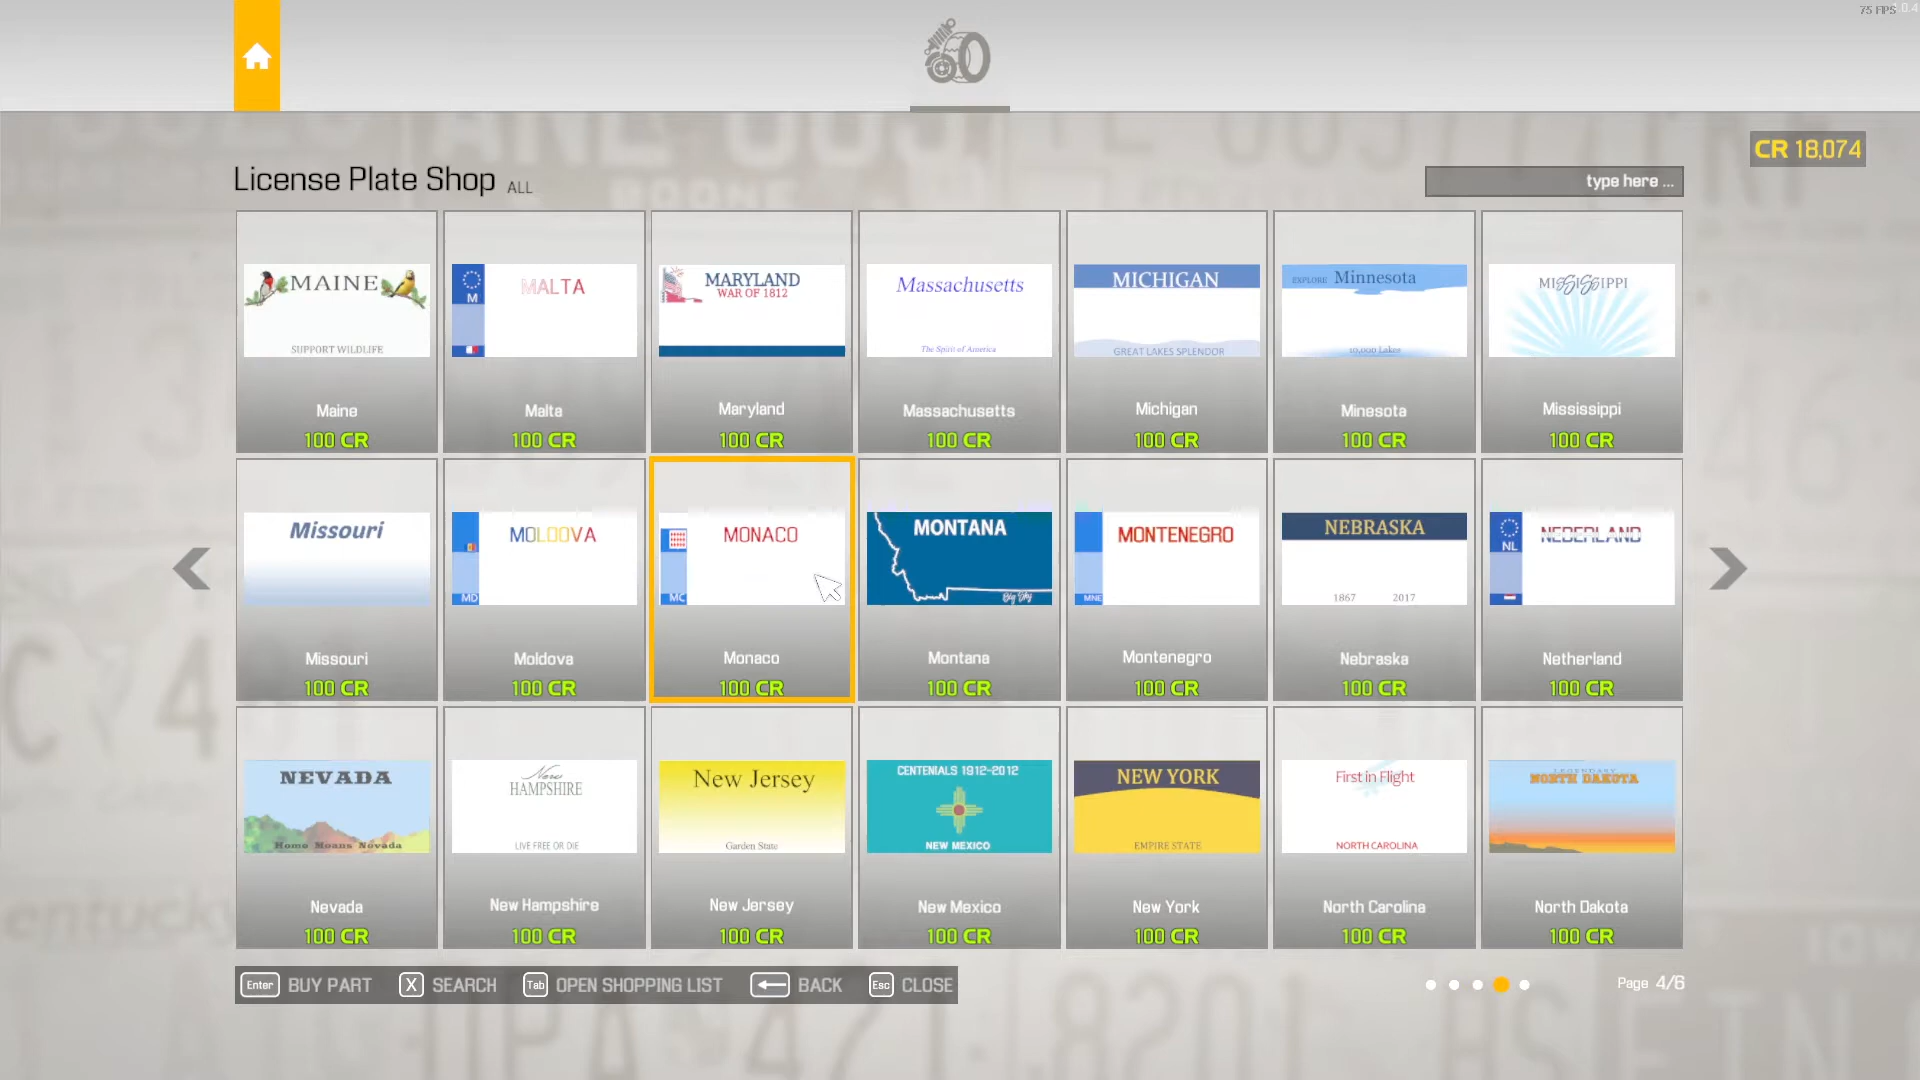 75 FPS
1.0.4
CR 18,074
License Plate Shop ALL
type here ...
MAINE
SUPPORT WILDLIFE
Maine
100 CR
M
MALTA
Malta
100 CR
MARYLAND
WAR OF 1812
Maryland
100 CR
Massachusetts
The Spirit of America
Massachusetts
100 CR
MICHIGAN
GREAT LAKES SPLENDOR
Michigan
100 CR
EXPLORE Minnesota
10,000 Lakes
Minesota
100 CR
MISSISSIPPI
Mississippi
100 CR
Missouri
Missouri
100 CR
MOLDOVA
MD
Moldova
100 CR
MONACO
MC
Monaco
100 CR
MONTANA
Big Sky
Montana
100 CR
MONTENEGRO
MNE
Montenegro
100 CR
NEBRASKA
1867 2017
Nebraska
100 CR
NL
NEDERLAND
Netherland
100 CR
NEVADA
Home Means Nevada
Nevada
100 CR
New
HAMPSHIRE
LIVE FREE OR DIE
New Hampshire
100 CR
New Jersey
Garden State
New Jersey
100 CR
CENTENIALS 1912-2012
NEW MEXICO
New Mexico
100 CR
NEW YORK
EMPIRE STATE
New York
100 CR
First in Flight
NORTH CAROLINA
North Carolina
100 CR
LEGENDARY
NORTH DAKOTA
North Dakota
100 CR
Enter BUY PART X SEARCH Tab OPEN SHOPPING LIST BACK Esc CLOSE
Page 4/6